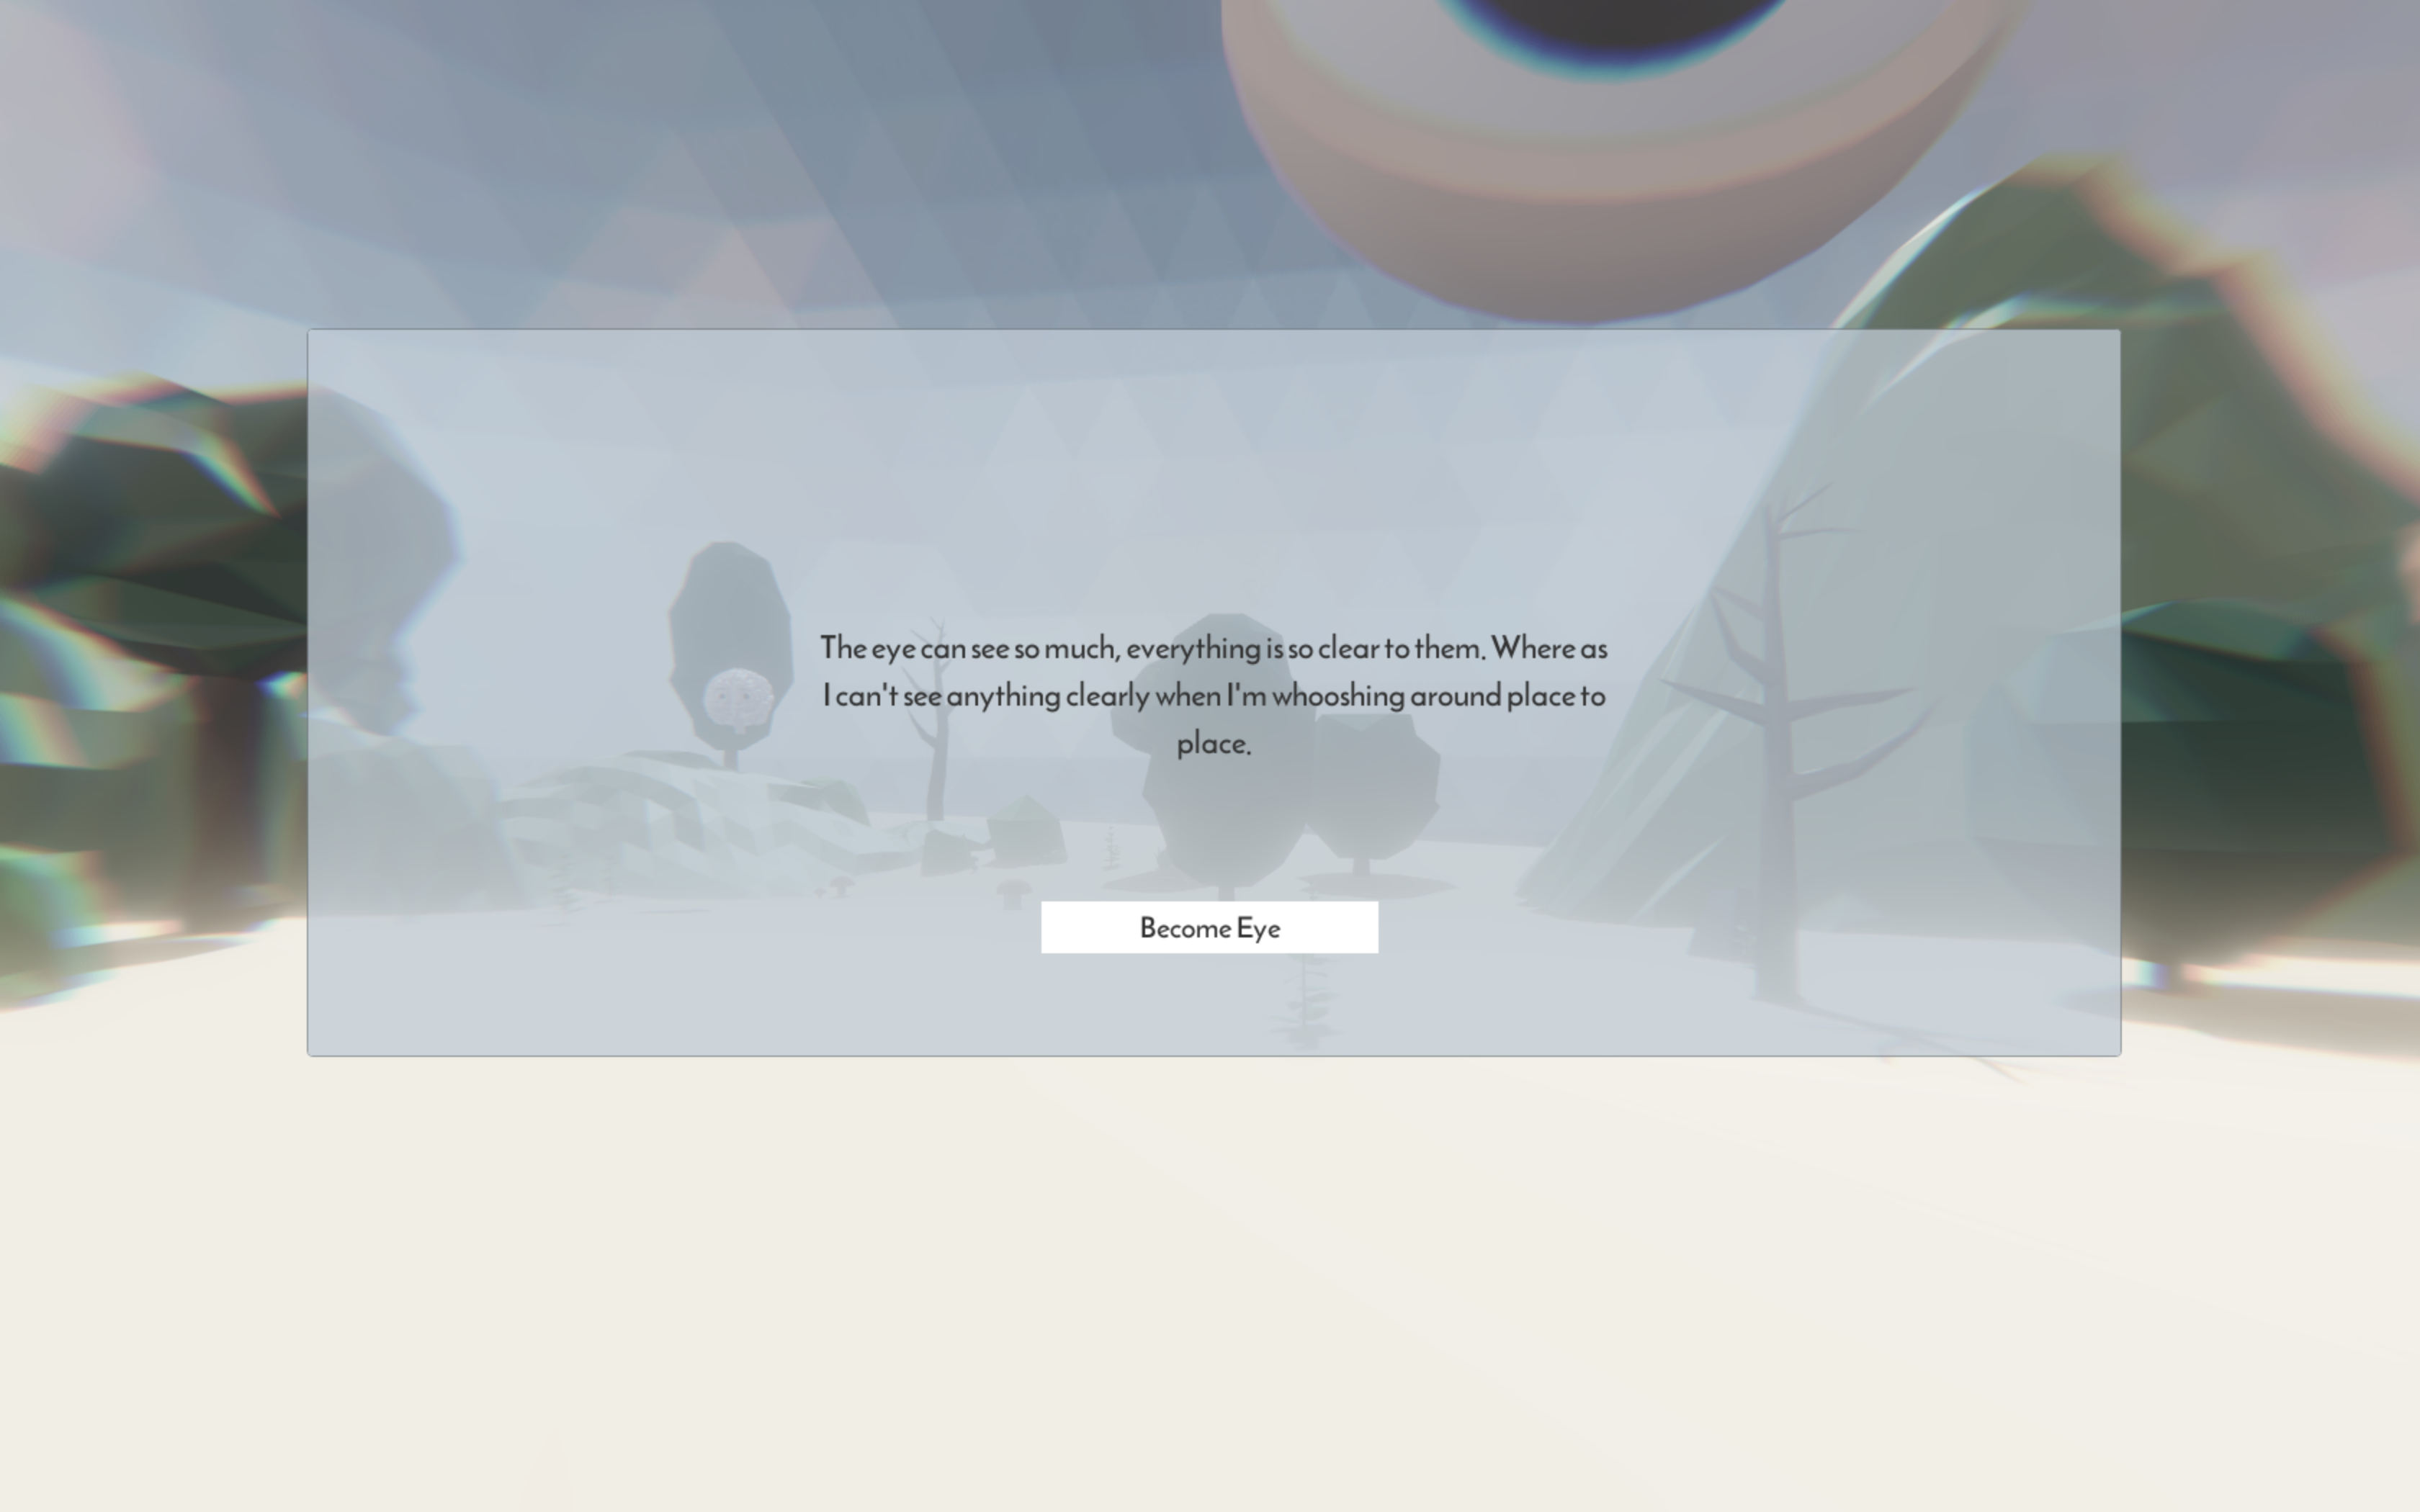 The eye can see so much, everything is so clear to them. Where as
I can't see anything clearly when I'm whooshing around place to
place.
Become Eye